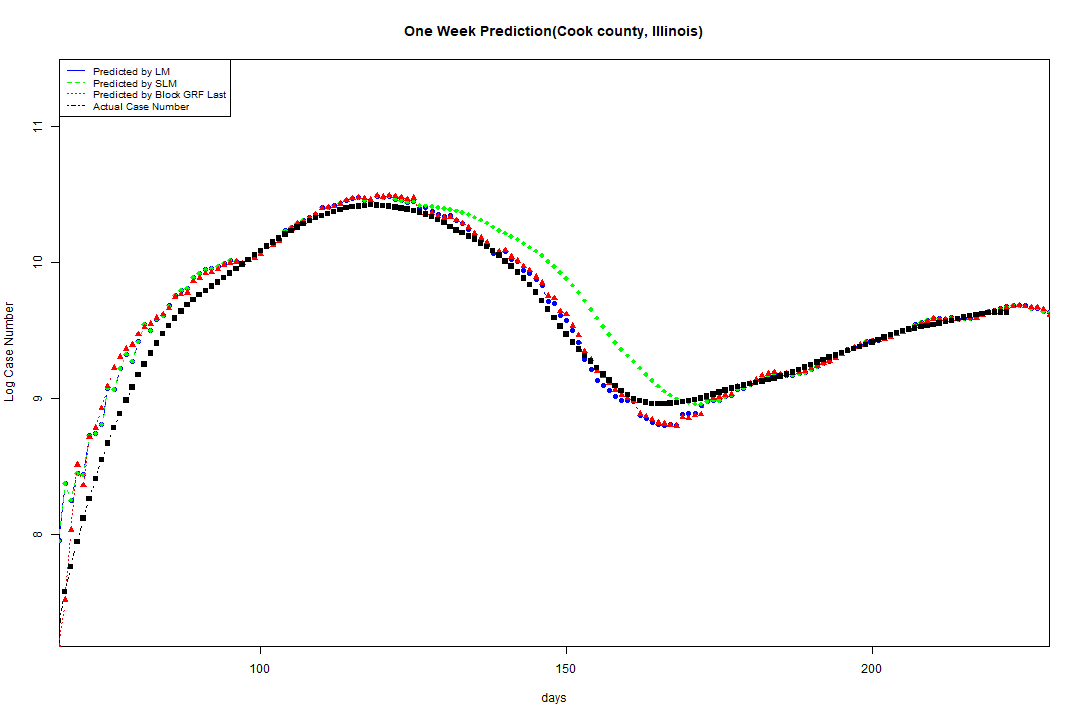 One Week Prediction(Cook county, Illinois)
Predicted by LM
Predicted by SLM
Predicted by Block GRF Last
Actual Case Number
11
10
9
8
Log Case Number
100 150 200
days